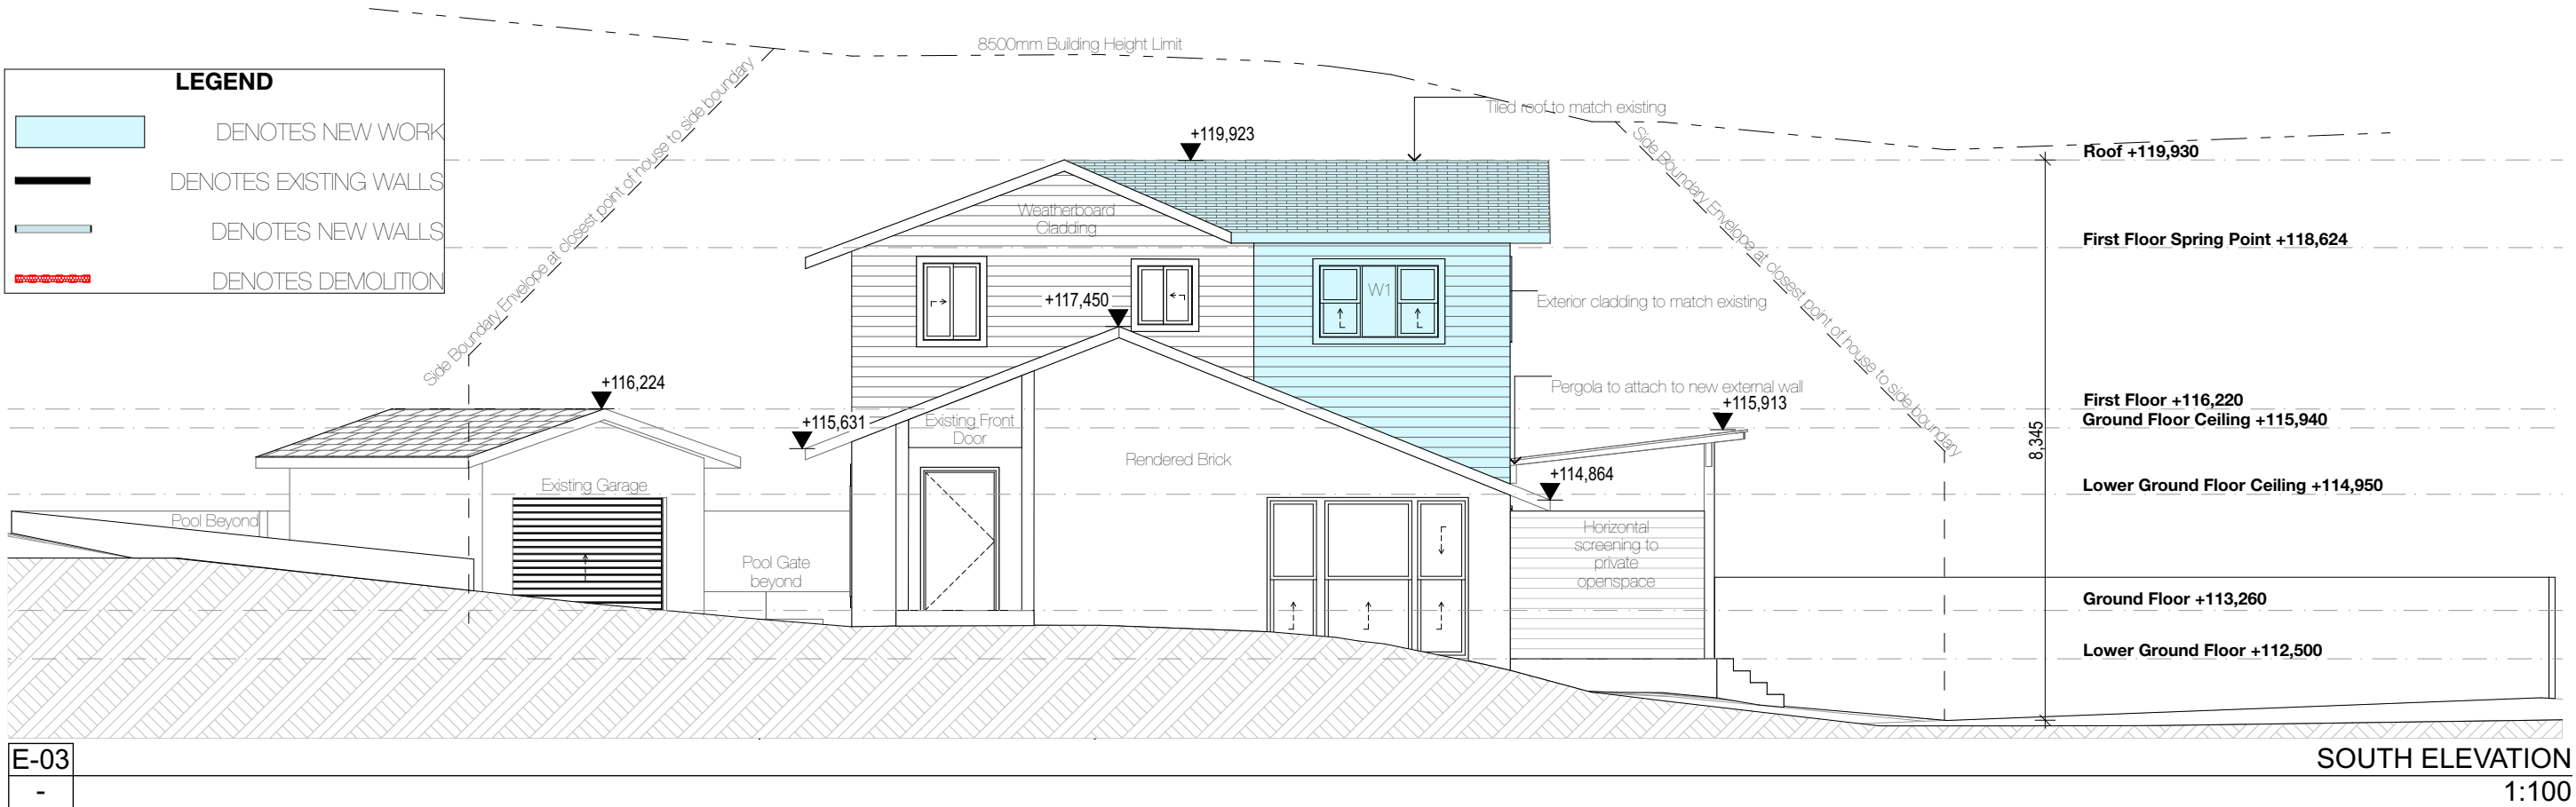 8500mm Building Height Limit
LEGEND
DENOTES NEW WORK
DENOTES EXISTING WALLS
DENOTES NEW WALLS
DENOTES DEMOLITION
Side Boundary Envelope at closest point of house to side boundary
Tiled roof to match existing
+119,923
Side Boundary Envelope at closest point of house to side boundary
Roof +119,930
Weatherboard
Cladding
First Floor Spring Point +118,624
W1
+117,450
Exterior cladding to match existing
+116,224
Pergola to attach to new external wall
+115,913
First Floor +116,220
Ground Floor Ceiling +115,940
+115,631
Existing Front
Door
8,345
Rendered Brick
+114,864
Existing Garage
Lower Ground Floor Ceiling +114,950
Pool Beyond
Horizontal
screening to
private
openspace
Pool Gate
beyond
Ground Floor +113,260
Lower Ground Floor +112,500
E-03
-
SOUTH ELEVATION
1:100